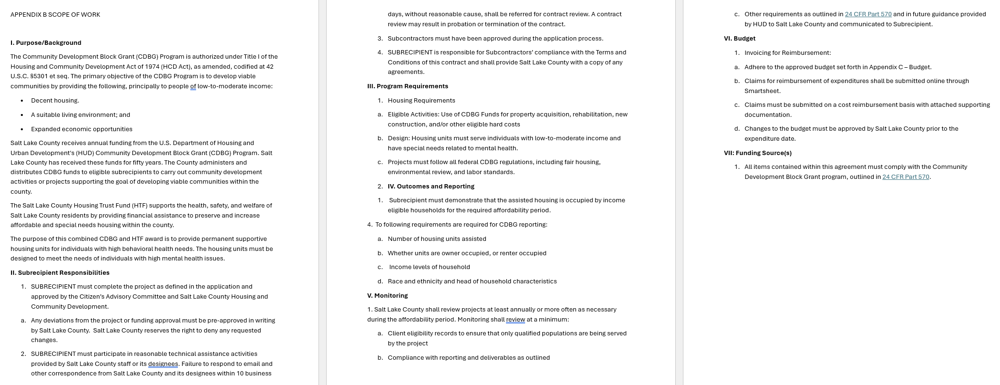 APPENDIX B SCOPE OF WORK
I. Purpose/Background
The Community Development Block Grant (CDBG) Program is authorized under Title I of the
Housing and Community Development Act of 1974 (HCD Act), as amended, codified at 42
U.S.C. §5301 et seq. The primary objective of the CDBG Program is to develop viable
communities by providing the following, principally to people of low-to-moderate income:
• Decent housing.
• A suitable living environment; and
• Expanded economic opportunities
Salt Lake County receives annual funding from the U.S. Department of Housing and
Urban Development's (HUD) Community Development Block Grant (CDBG) Program. Salt
Lake County has received these funds for fifty years. The County administers and
distributes CDBG funds to eligible subrecipients to carry out community development
activities or projects supporting the goal of developing viable communities within the
county.
The Salt Lake County Housing Trust Fund (HTF) supports the health, safety, and welfare of
Salt Lake County residents by providing financial assistance to preserve and increase
affordable and special needs housing within the county.
The purpose of this combined CDBG and HTF award is to provide permanent supportive
housing units for individuals with high behavioral health needs. The housing units must be
designed to meet the needs of individuals with high mental health issues.
II. Subrecipient Responsibilities
1. SUBRECIPIENT must complete the project as defined in the application and
approved by the Citizen’s Advisory Committee and Salt Lake County Housing and
Community Development.
a. Any deviations from the project or funding approval must be pre-approved in writing
by Salt Lake County.  Salt Lake County reserves the right to deny any requested
changes.
2. SUBRECIPIENT must participate in reasonable technical assistance activities
provided by Salt Lake County staff or its designees. Failure to respond to email and
other correspondence from Salt Lake County and its designees within 10 business
days, without reasonable cause, shall be referred for contract review. A contract
review may result in probation or termination of the contract.
3. Subcontractors must have been approved during the application process.
4. SUBRECIPIENT is responsible for Subcontractors’ compliance with the Terms and
Conditions of this contract and shall provide Salt Lake County with a copy of any
agreements.
III. Program Requirements
1. Housing Requirements
a. Eligible Activities: Use of CDBG Funds for property acquisition, rehabilitation, new
construction, and/or other eligible hard costs
b. Design: Housing units must serve individuals with low-to-moderate income and
have special needs related to mental health.
c. Projects must follow all federal CDBG regulations, including fair housing,
environmental review, and labor standards.
2. IV. Outcomes and Reporting
1. Subrecipient must demonstrate that the assisted housing is occupied by income
eligible households for the required affordability period.
4. To following requirements are required for CDBG reporting:
a. Number of housing units assisted
b. Whether units are owner occupied, or renter occupied
c. Income levels of household
d. Race and ethnicity and head of household characteristics
V. Monitoring
1. Salt Lake County shall review projects at least annually or more often as necessary
during the affordability period. Monitoring shall review at a minimum:
a. Client eligibility records to ensure that only qualified populations are being served
by the project
b. Compliance with reporting and deliverables as outlined
c. Other requirements as outlined in 24 CFR Part 570 and in future guidance provided
by HUD to Salt Lake County and communicated to Subrecipient.
VI. Budget
1. Invoicing for Reimbursement:
a. Adhere to the approved budget set forth in Appendix C – Budget.
b. Claims for reimbursement of expenditures shall be submitted online through
Smartsheet.
c. Claims must be submitted on a cost reimbursement basis with attached supporting
documentation.
d. Changes to the budget must be approved by Salt Lake County prior to the
expenditure date.
VII: Funding Source(s)
1. All items contained within this agreement must comply with the Community
Development Block Grant program, outlined in 24 CFR Part 570.